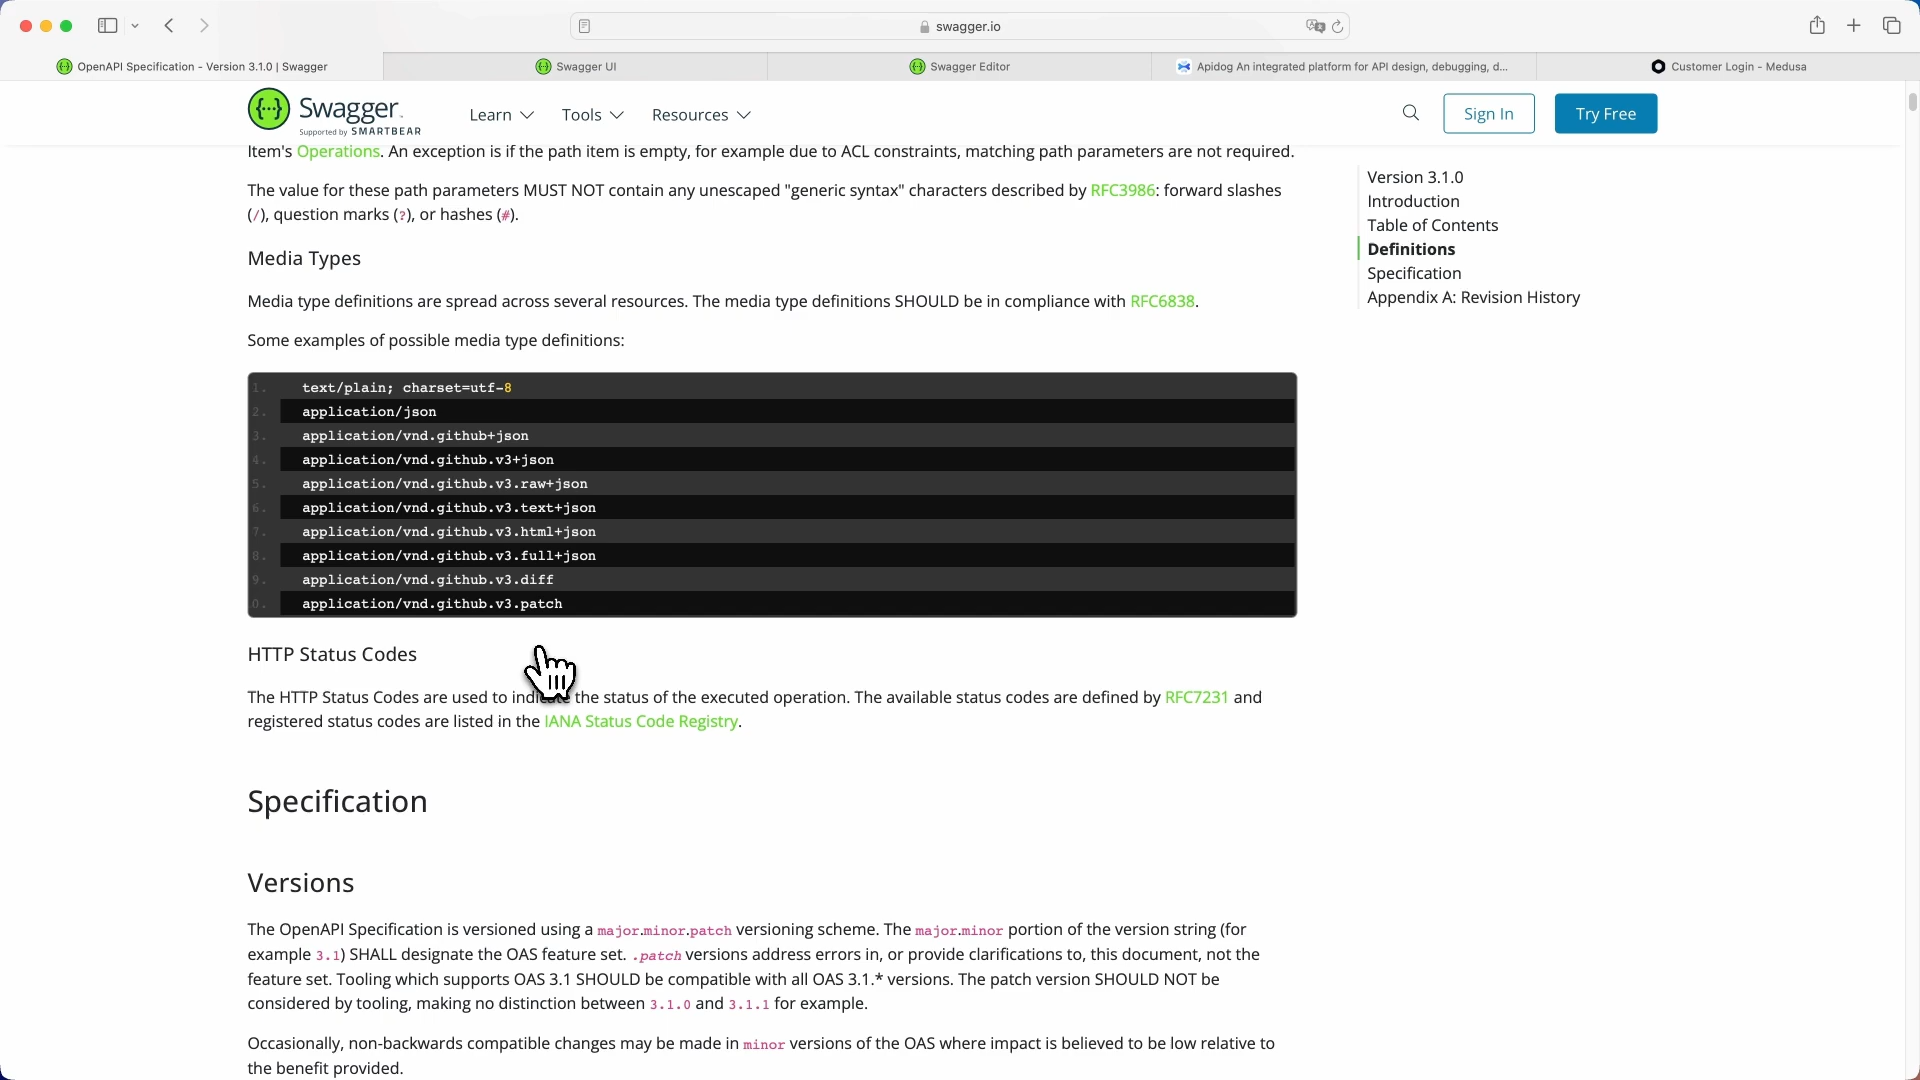 swagger.io
OpenAPI Specification - Version 3.1.0 | Swagger
Swagger UI
Swagger Editor
Apidog An integrated platform for API design, debugging, d...
Customer Login - Medusa
Swagger
Supported by SMARTBEAR
Learn
Tools
Resources
Sign In
Try Free
Item's Operations. An exception is if the path item is empty, for example due to ACL constraints, matching path parameters are not required.
The value for these path parameters MUST NOT contain any unescaped "generic syntax" characters described by RFC3986: forward slashes
(/), question marks (?), or hashes (#).
Media Types
Media type definitions are spread across several resources. The media type definitions SHOULD be in compliance with RFC6838.
Some examples of possible media type definitions:
1. text/plain; charset=utf-8
2. application/json
3. application/vnd.github+json
4. application/vnd.github.v3+json
5. application/vnd.github.v3.raw+json
6. application/vnd.github.v3.text+json
7. application/vnd.github.v3.html+json
8. application/vnd.github.v3.full+json
9. application/vnd.github.v3.diff
0. application/vnd.github.v3.patch
HTTP Status Codes
The HTTP Status Codes are used to the status of the executed operation. The available status codes are defined by RFC7231 and
registered status codes are listed in the IANA Status Code Registry.
Specification
Versions
The OpenAPI Specification is versioned using a major.minor.patch versioning scheme. The major.minor portion of the version string (for
example 3.1) SHALL designate the OAS feature set. .patch versions address errors in, or provide clarifications to, this document, not the
feature set. Tooling which supports OAS 3.1 SHOULD be compatible with all OAS 3.1.* versions. The patch version SHOULD NOT be
considered by tooling, making no distinction between 3.1.0 and 3.1.1 for example.
Occasionally, non-backwards compatible changes may be made in minor versions of the OAS where impact is believed to be low relative to
the benefit provided.
Version 3.1.0
Introduction
Table of Contents
Definitions
Specification
Appendix A: Revision History